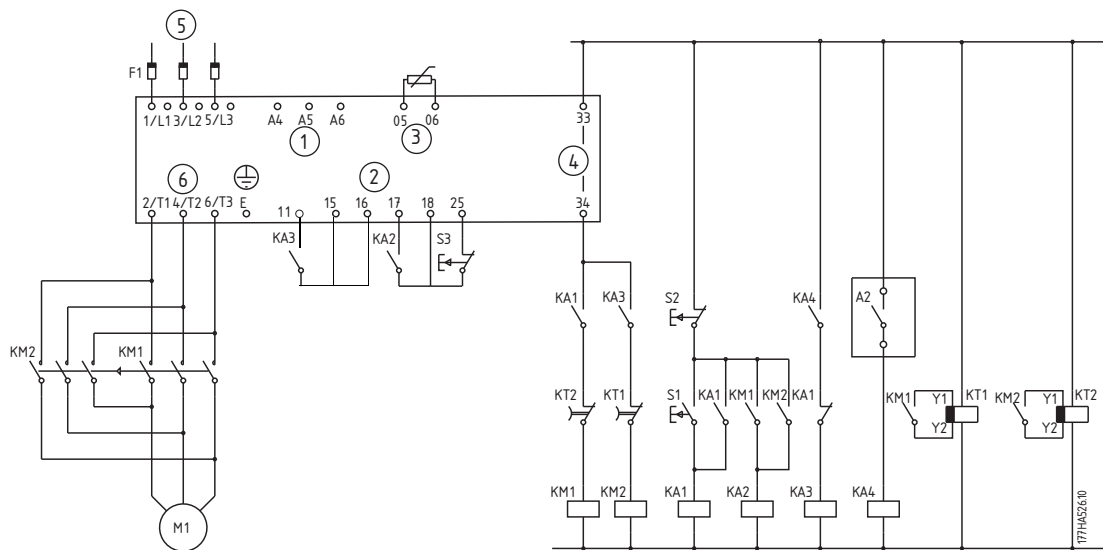 5
F1
1/L1 3/L2 5/L3 A4 A5 A6 05 06 33
1 3
4
6 2
2/T1 4/T2 6/T3 E 11 15 16 17 18 25 34
KA3 KA2 S3
KA1 KA3 S2 KA4 A2
KM2 KM1
KT2 KT1 S1 KA1 KM1 KM2 KA1 KM1 Y1 KT1 KM2 Y1 KT2
Y2 Y2
KM1 KM2 KA1 KA2 KA3 KA4
M1
177HA526.10